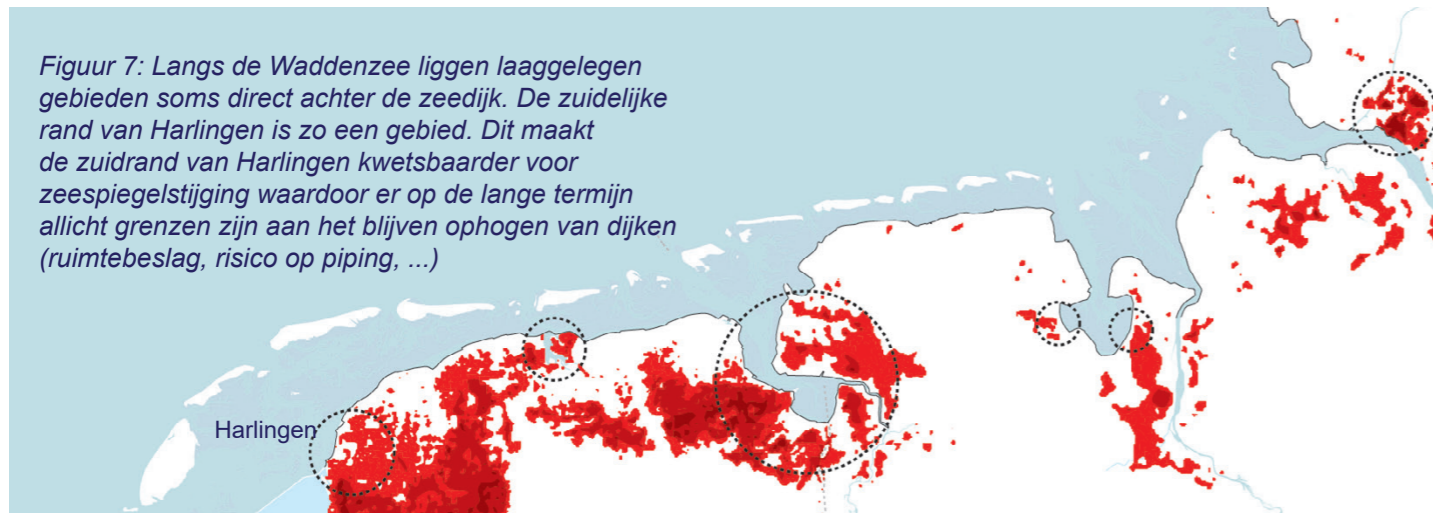 Figuur 7: Langs de Waddenzee liggen laaggelegen
gebieden soms direct achter de zeedijk. De zuidelijke
rand van Harlingen is zo een gebied. Dit maakt
de zuidrand van Harlingen kwetsbaarder voor
zeespiegelstijging waardoor er op de lange termijn
allicht grenzen zijn aan het blijven ophogen van dijken
(ruimtebeslag, risico op piping, ...)
Harlingen